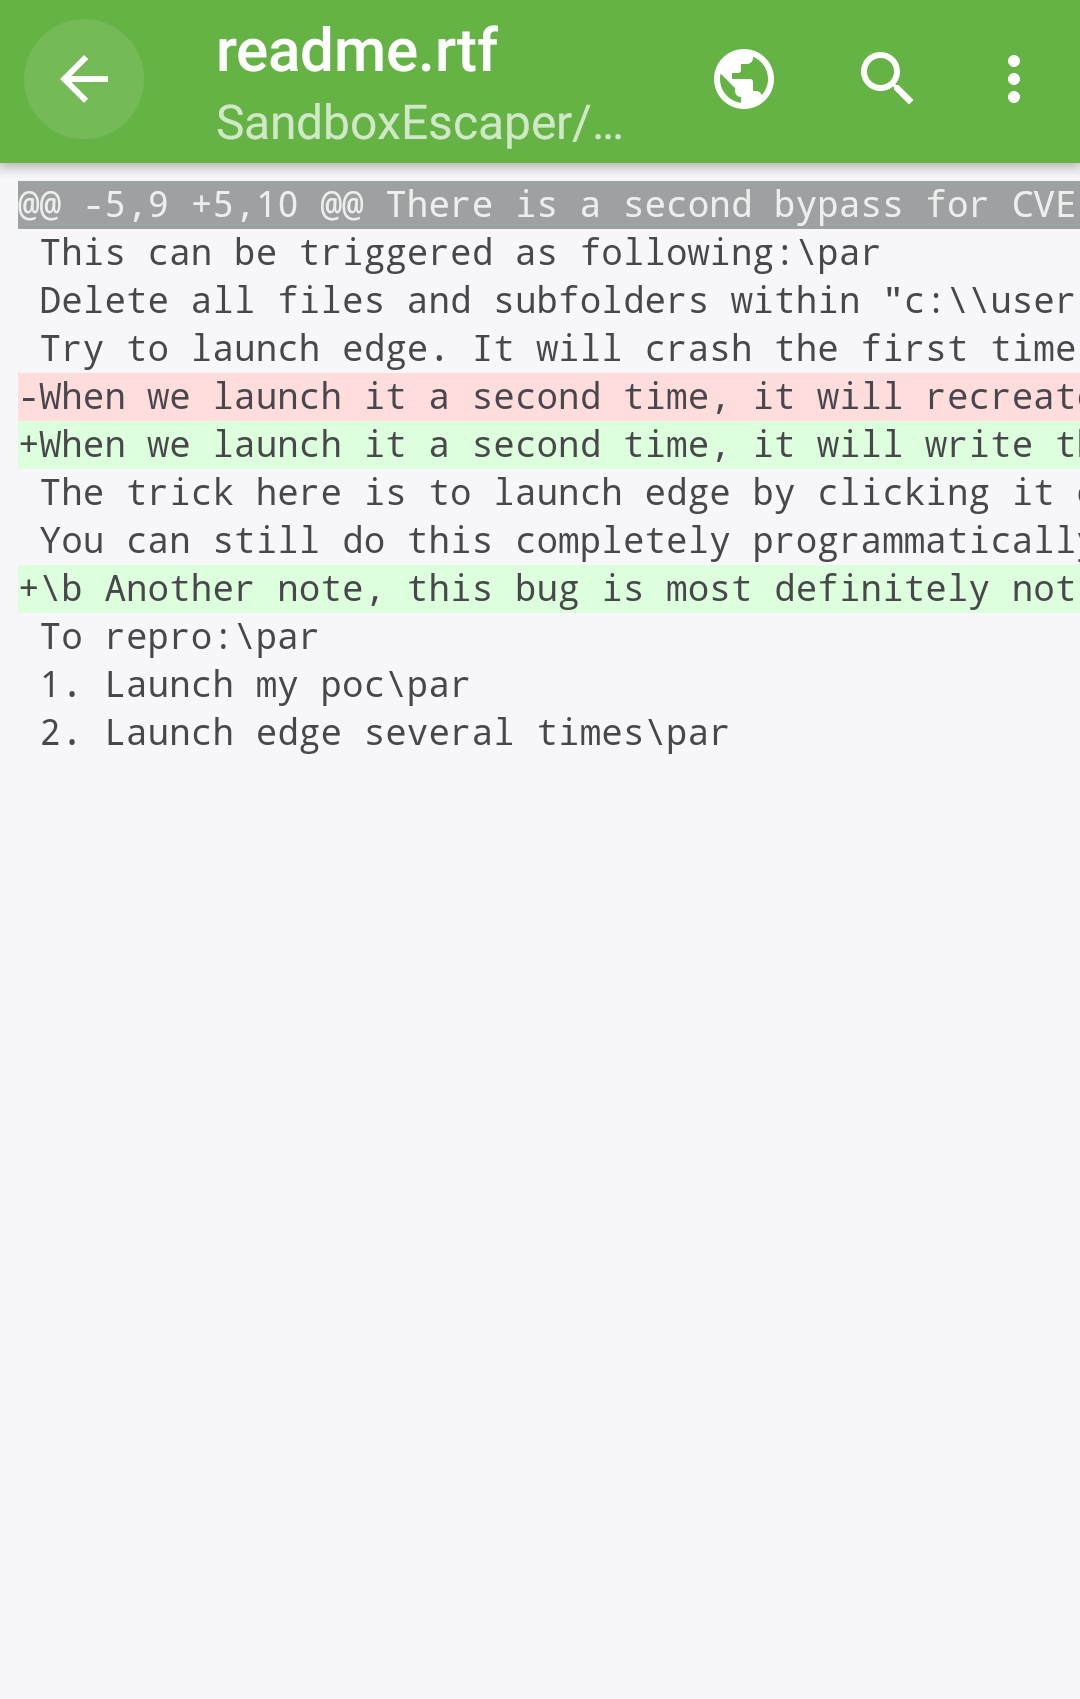 readme.rtf
SandboxEscaper/...
@@ -5,9 +5,10 @@ There is a second bypass for CVE
This can be triggered as following:\par
Delete all files and subfolders within "c:\\user
Try to launch edge. It will crash the first time
-When we launch it a second time, it will
+When we launch it a second time, it will write
The trick here is to launch edge by clicking it
You can still do this completely
+\b Another note, this bug is most definitely not
To repro:\par
1. Launch my poc\par
2. Launch edge several times\par